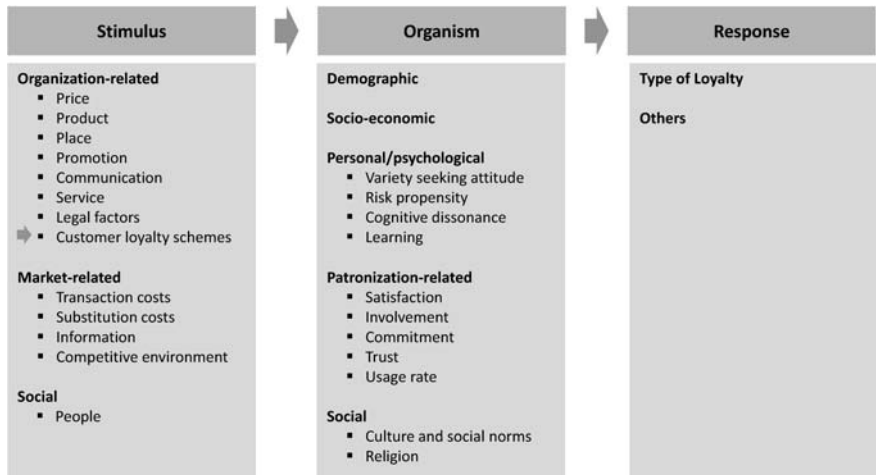 Stimulus
Organization-related
▪ Price
▪ Product
▪ Place
▪ Promotion
▪ Communication
▪ Service
▪ Legal factors
▪ Customer loyalty schemes
Market-related
▪ Transaction costs
▪ Substitution costs
▪ Information
▪ Competitive environment
Social
▪ People
Organism
Demographic
Socio-economic
Personal/psychological
▪ Variety seeking attitude
▪ Risk propensity
▪ Cognitive dissonance
▪ Learning
Patronization-related
▪ Satisfaction
▪ Involvement
▪ Commitment
▪ Trust
▪ Usage rate
Social
▪ Culture and social norms
▪ Religion
Response
Type of Loyalty
Others